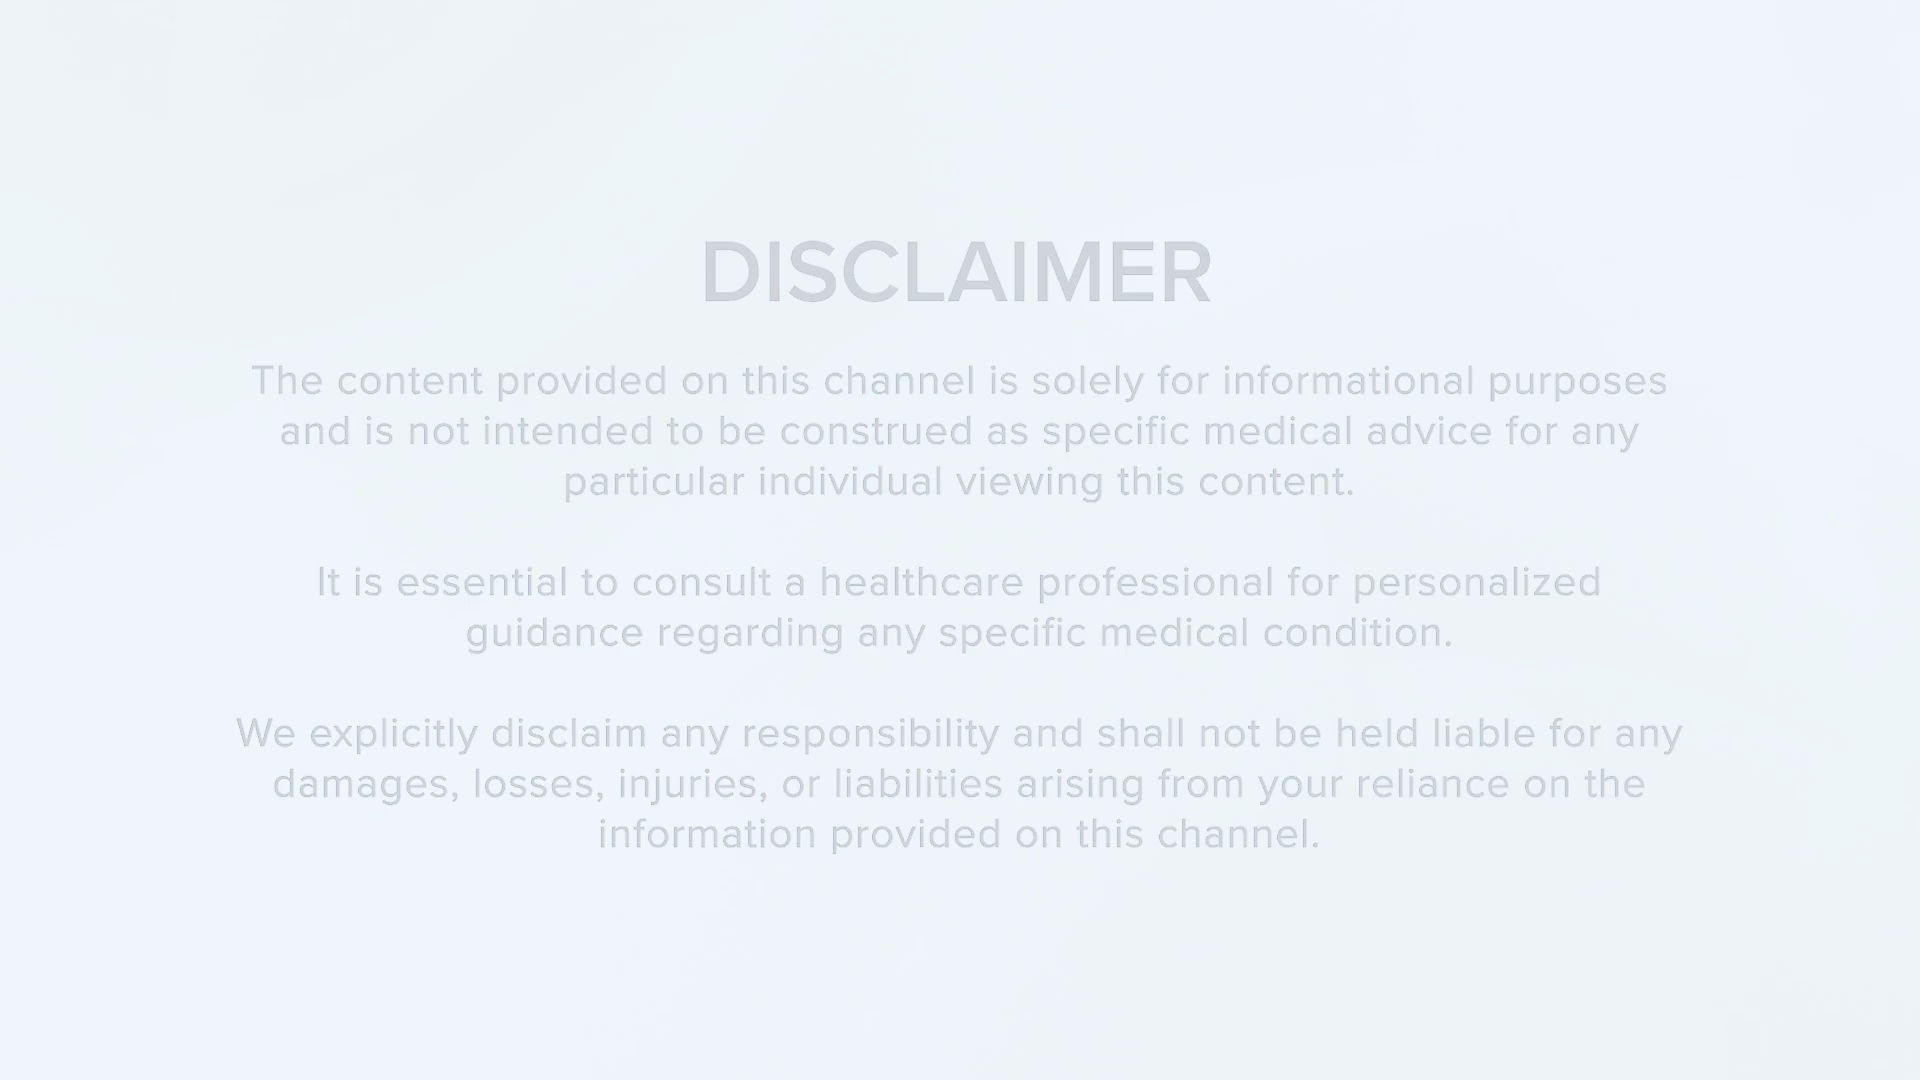 DISCLAIMER
The content provided on this channel is solely for informational purposes
and is not intended to be construed as specific medical advice for any
particular individual viewing this content.
It is essential to consult a healthcare professional for personalized
guidance regarding any specific medical condition.
We explicitly disclaim any responsibility and shall not be held liable for any
damages, losses, injuries, or liabilities arising from your reliance on the
information provided on this channel.